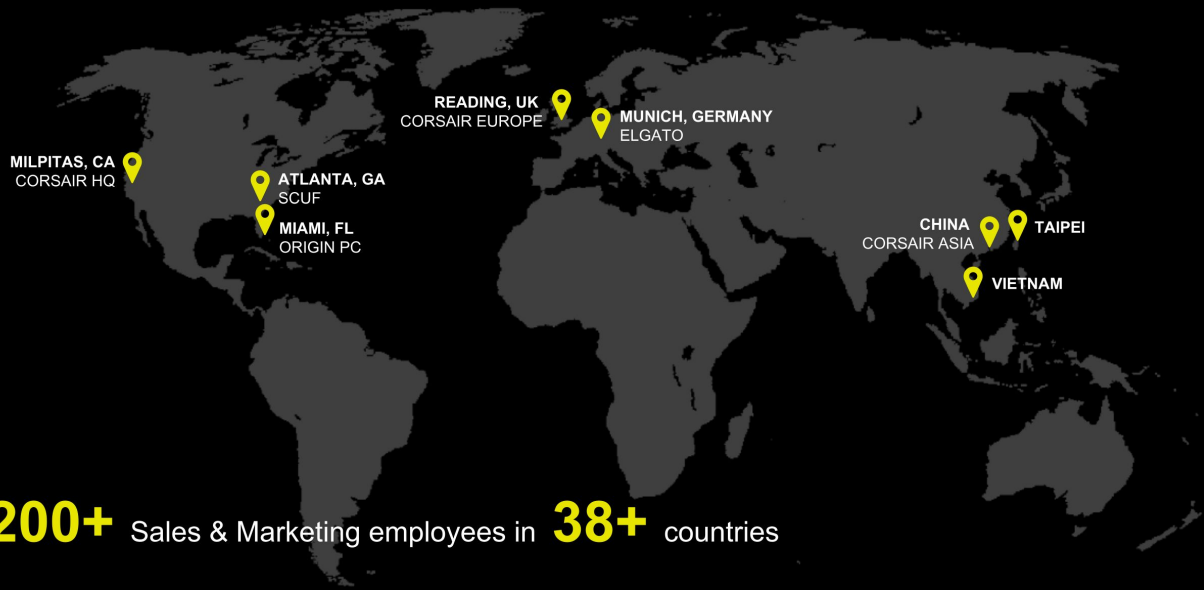 READING, UK
CORSAIR EUROPE
MUNICH, GERMANY
ELGATO
MILPITAS, CA
CORSAIR HQ
ATLANTA, GA
SCUF
MIAMI, FL
ORIGIN PC
CHINA
CORSAIR ASIA
TAIPEI
VIETNAM
200+ Sales & Marketing employees in 38+ countries